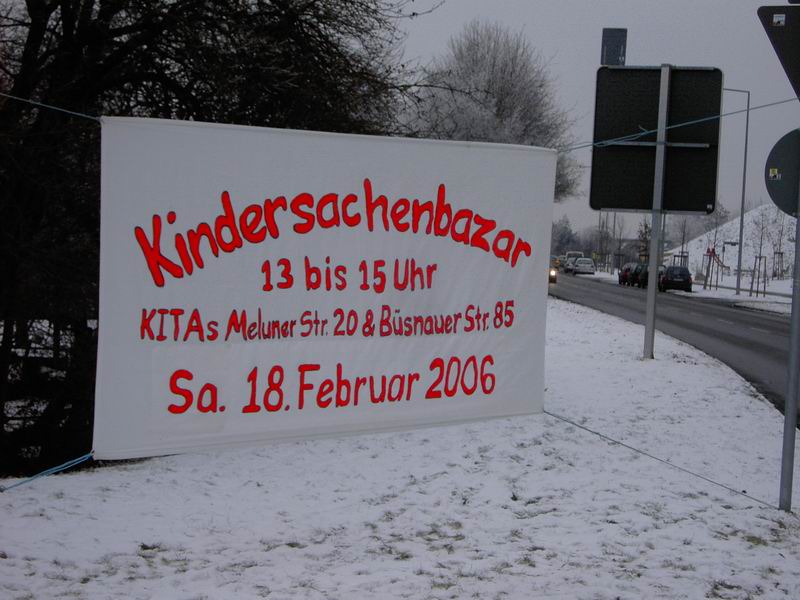 Kindersachenbazar
13 bis 15 Uhr
KITAs Meluner Str. 20 & Büsnauer Str. 85
Sa. 18. Februar 2006